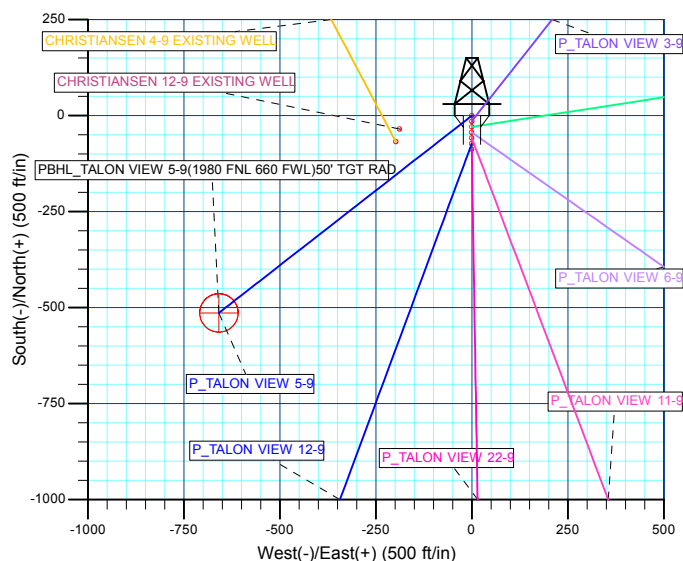 250
0
-250
-500
-750
-1000
South(-)/North(+) (500 ft/in)
CHRISTIANSEN 4-9 EXISTING WELL
P_TALON VIEW 3-9
CHRISTIANSEN 12-9 EXISTING WELL
PBHL_TALON VIEW 5-9(1980 FNL 660 FWL)50' TGT RAD
P_TALON VIEW 6-9
P_TALON VIEW 5-9
P_TALON VIEW 11-9
P_TALON VIEW 12-9
P_TALON VIEW 22-9
-1000 -750 -500 -250 0 250 500
West(-)/East(+) (500 ft/in)